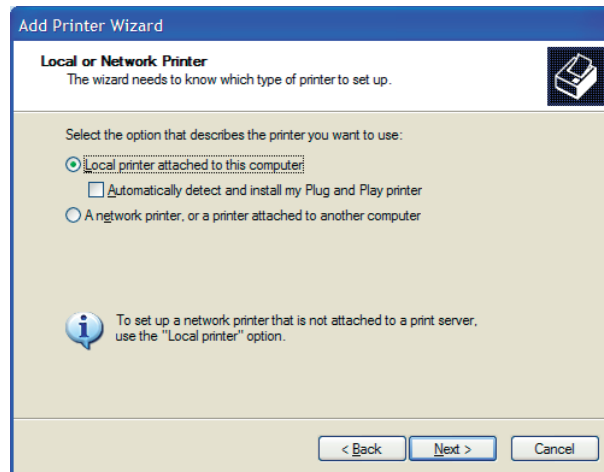 Add Printer Wizard
Local or Network Printer
The wizard needs to know which type of printer to set up.
Select the option that describes the printer you want to use:
Local printer attached to this computer
Automatically detect and install my Plug and Play printer
A network printer, or a printer attached to another computer
To set up a network printer that is not attached to a print server,
use the "Local printer" option.
< Back
Next >
Cancel